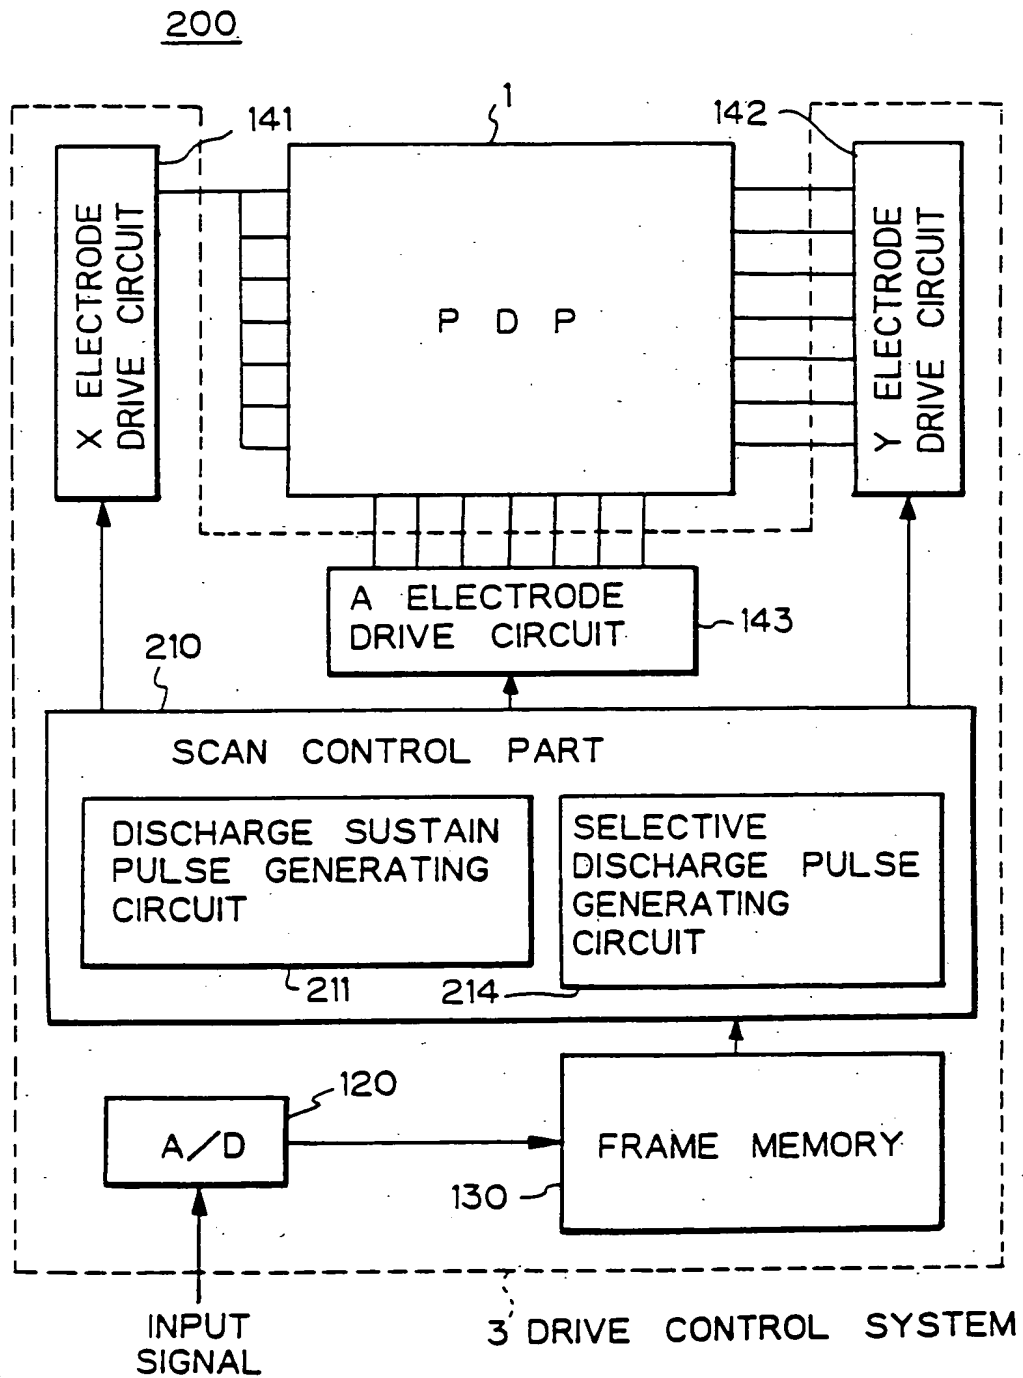 200
1
141
142
X ELECTRODE
DRIVE CIRCUIT
P D P
Y ELECTRODE
DRIVE CIRCUIT
A ELECTRODE
DRIVE CIRCUIT
143
210
SCAN CONTROL PART
DISCHARGE SUSTAIN
PULSE GENERATING
CIRCUIT
211
SELECTIVE
DISCHARGE PULSE
GENERATING
CIRCUIT
214
120
A/D
FRAME MEMORY
130
INPUT
SIGNAL
3 DRIVE CONTROL SYSTEM